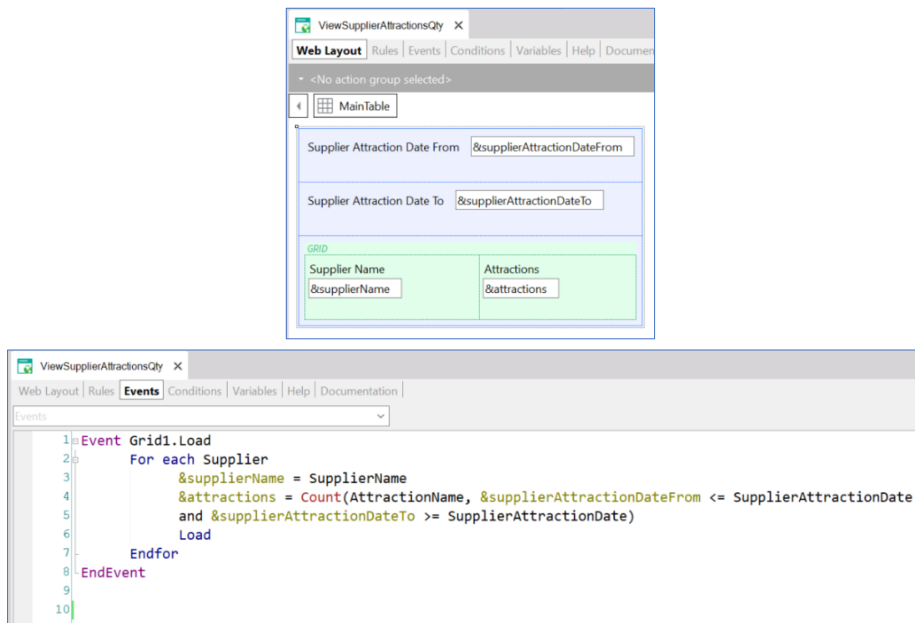 ViewSupplierAttractionsQty X
Web Layout Rules Events Conditions Variables Help Documen
<No action group selected>
MainTable
Supplier Attraction Date From &supplierAttractionDateFrom
Supplier Attraction Date To &supplierAttractionDateTo
GRID
Supplier Name Attractions
&supplierName &attractions
ViewSupplierAttractionsQty X
Web Layout Rules Events Conditions Variables Help Documentation
Events
1 Event Grid1.Load
2 For each Supplier
3 &supplierName = SupplierName
4 &attractions = Count(AttractionName, &supplierAttractionDateFrom <= SupplierAttractionDate
5 and &supplierAttractionDateTo >= SupplierAttractionDate)
6 Load
7 Endfor
8 EndEvent
9
10